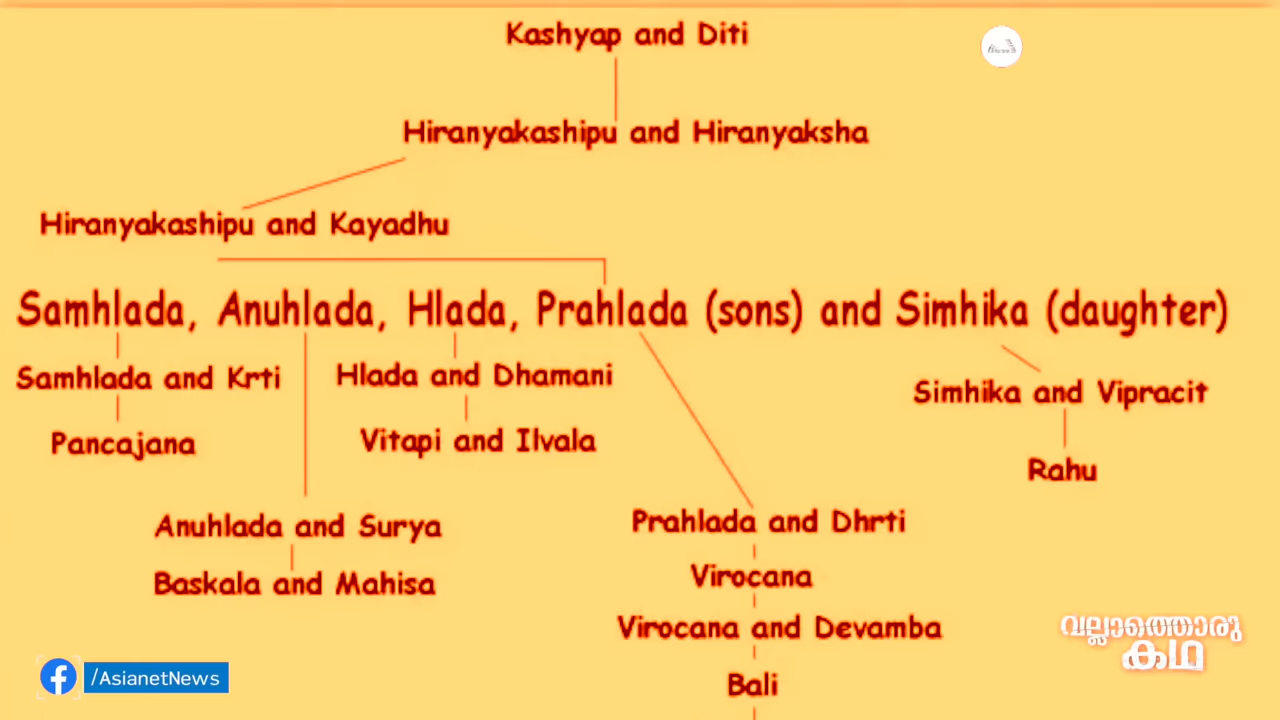 Kashyap and Diti
Hiranyakashipu and Hiranyaksha
Hiranyakashipu and Kayadhu
Samhlada, Anuhlada, Hlada, Prahlada (sons) and Simhika (daughter)
Samhlada and Krti
Hlada and Dhamani
Simhika and Vipracit
Pancajana
Vitapi and Ilvala
Rahu
Anuhlada and Surya
Prahlada and Dhrti
Baskala and Mahisa
Virocana
Virocana and Devamba
Bali
വല്ലാത്തൊരു
കഥ
/AsianetNews